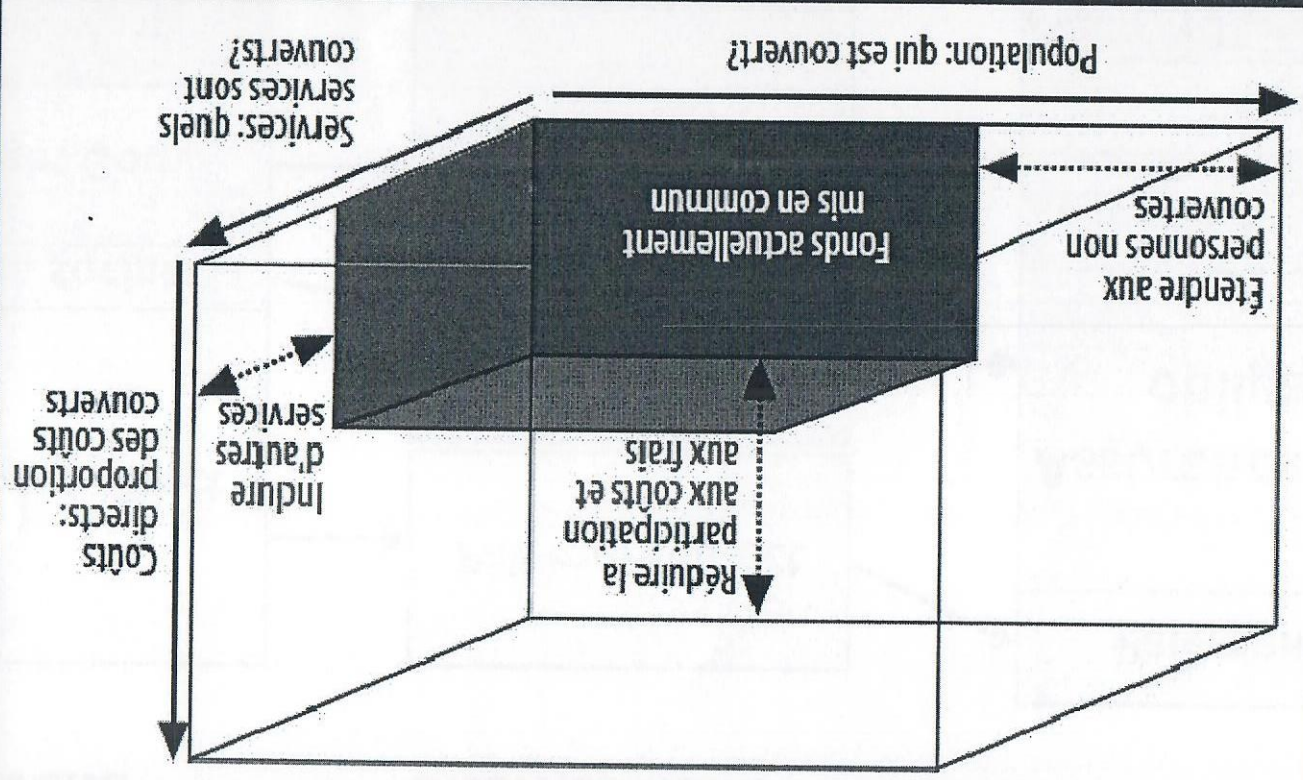 Réduire la
participation
aux coûts et
aux frais
Coûts
directs:
proportion
des coûts
couverts
Inclure
d'autres
services
Étendre aux
personnes non
couvertes
Fonds actuellement
mis en commun
Services: quels
services sont
couverts?
Population: qui est couvert?